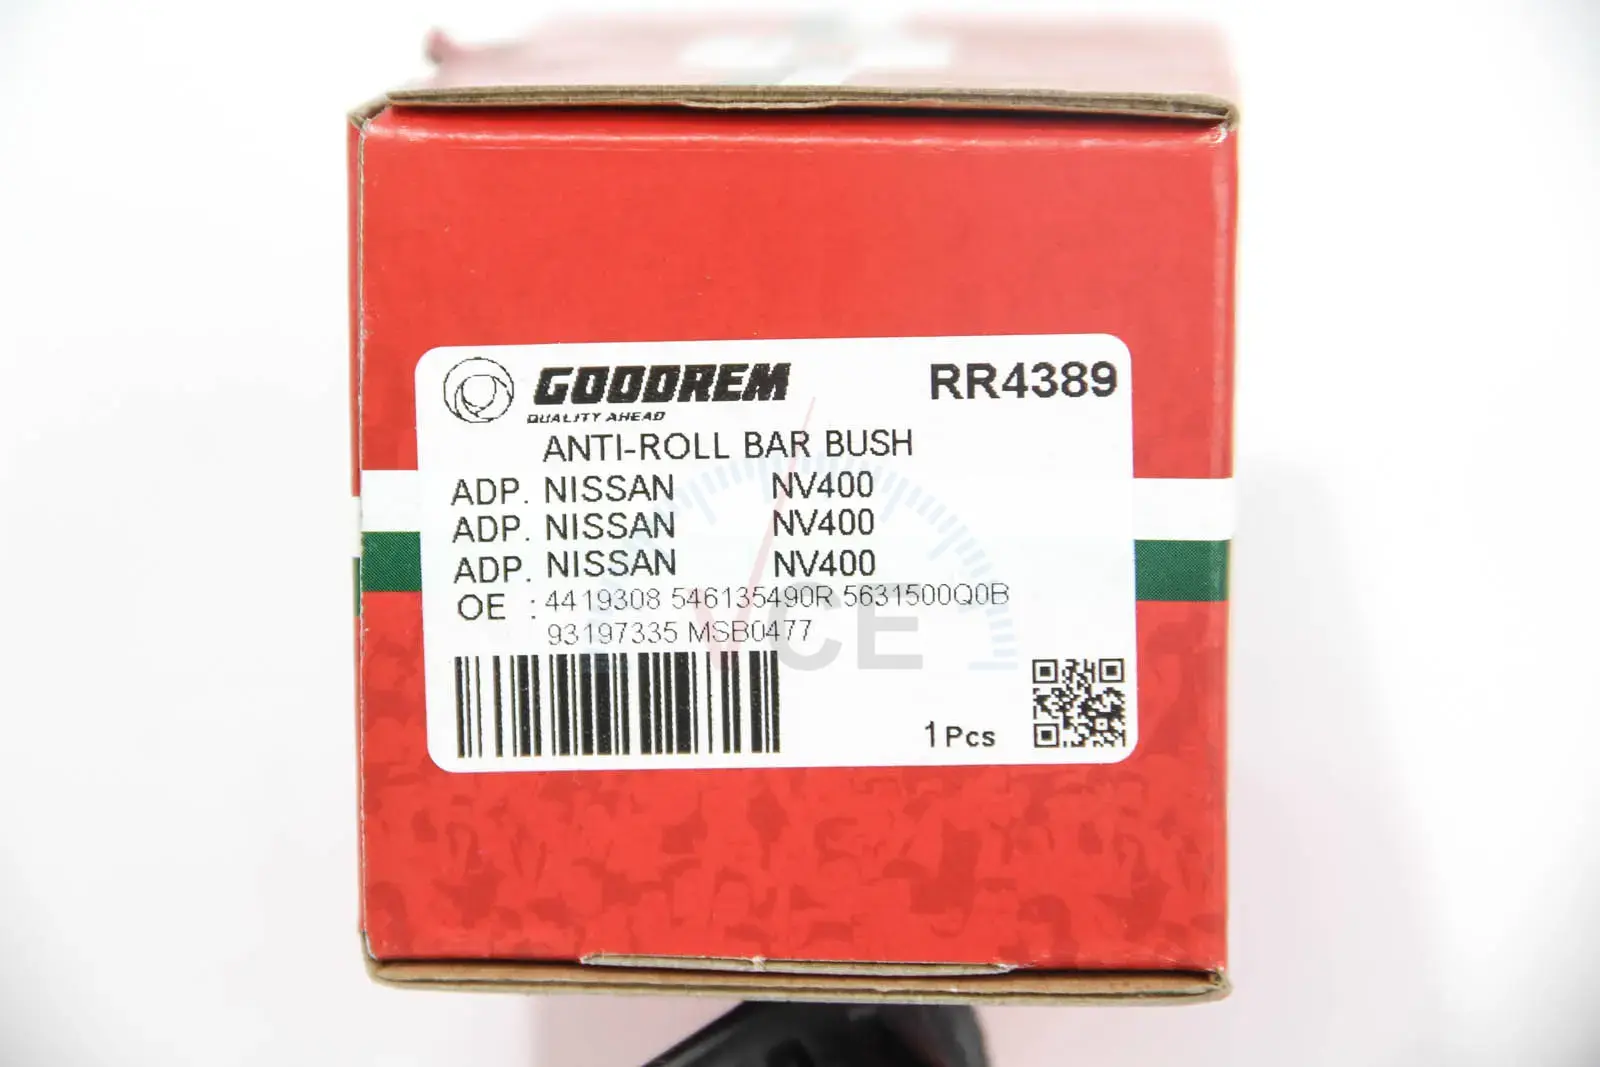 GOODREM RR4389
QUALITY AHEAD
ANTI-ROLL BAR BUSH
ADP. NISSAN NV400
ADP. NISSAN NV400
ADP. NISSAN NV400
OE : 4419308 546135490R 5631500Q0B
93197335 MSB0477
VCE
1 Pcs